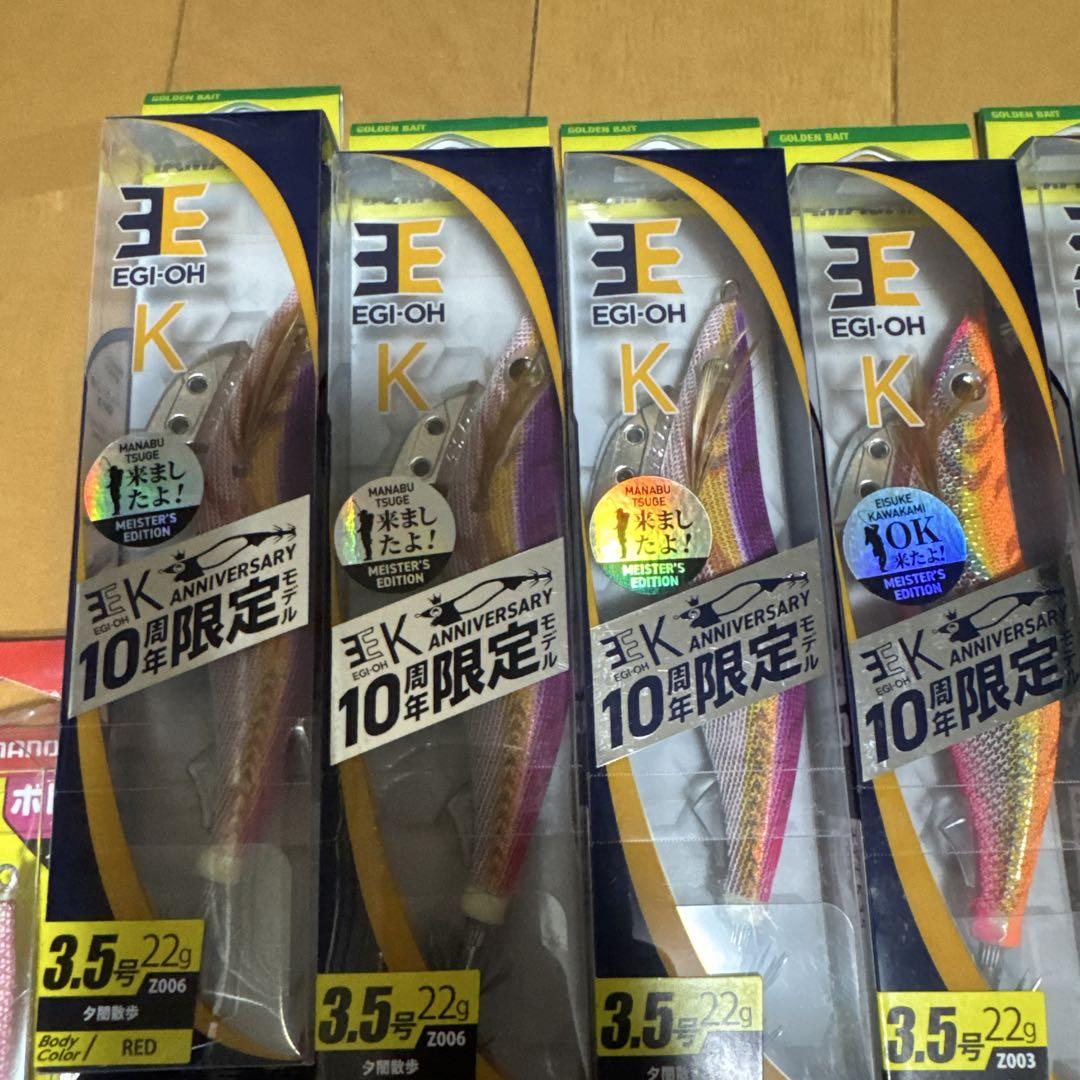 GOLDEN BAIT
EGI-OH
K
MANABU
TSUGE
来まし
たよ!
MEISTER'S
EDITION
EGI-OH
K
ANNIVERSARY
10周年限定モデル
3.5号 22g
Z006
夕闇散歩
Body
Color/ RED
GOLDEN BAIT
EGI-OH
K
MANABU
TSUGE
来まし
たよ!
MEISTER'S
EDITION
EGI-OH
K
ANNIVERSARY
10周年限定モデル
3.5号 22g
Z006
夕闇散歩
GOLDEN BAIT
EGI-OH
K
MANABU
TSUGE
来まし
たよ!
MEISTER'S
EDITION
EGI-OH
K
ANNIVERSARY
10周年限定モデル
3.5号 22g
夕闇散歩
GOLDEN BAIT
EGI-OH
K
EISUKE
KAWAKAMI
OK
来たよ!
MEISTER'S
EDITION
EGI-OH
K
ANNIVERSARY
10周年限定モデル
3.5号 22g
Z003
GOLDEN BAIT